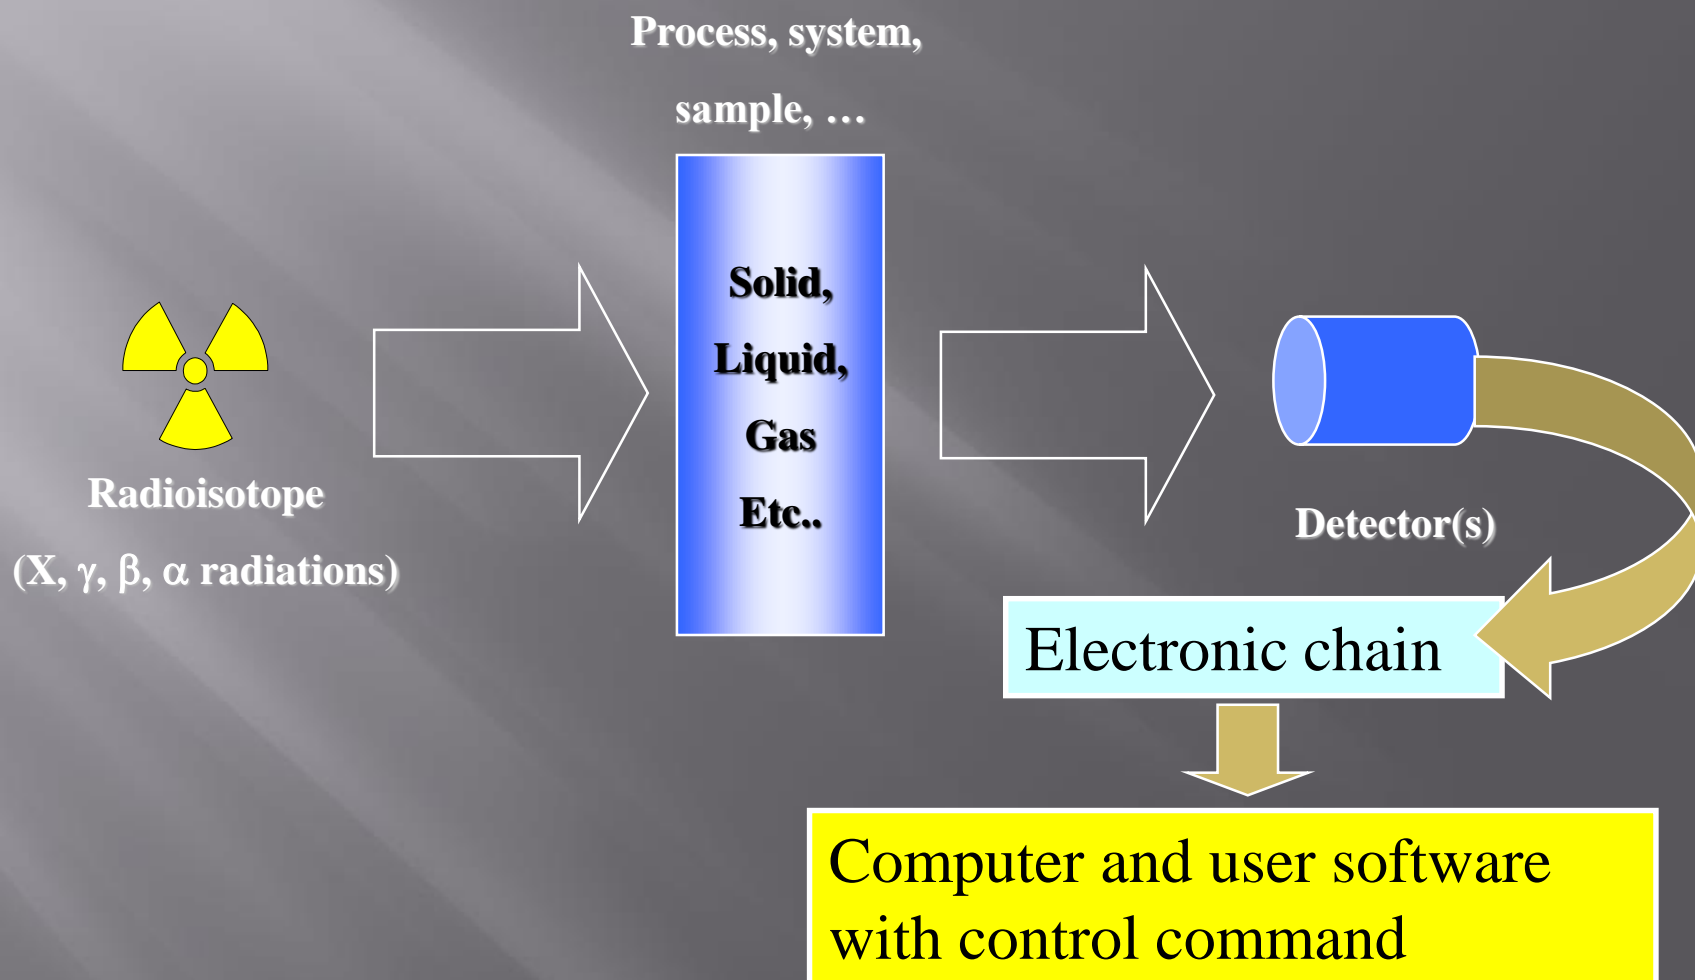 Process, system,
sample, …
Solid,
Liquid,
Gas
Etc..
Radioisotope
(X, γ, β, α radiations)
Detector(s)
Electronic chain
Computer and user software
with control command